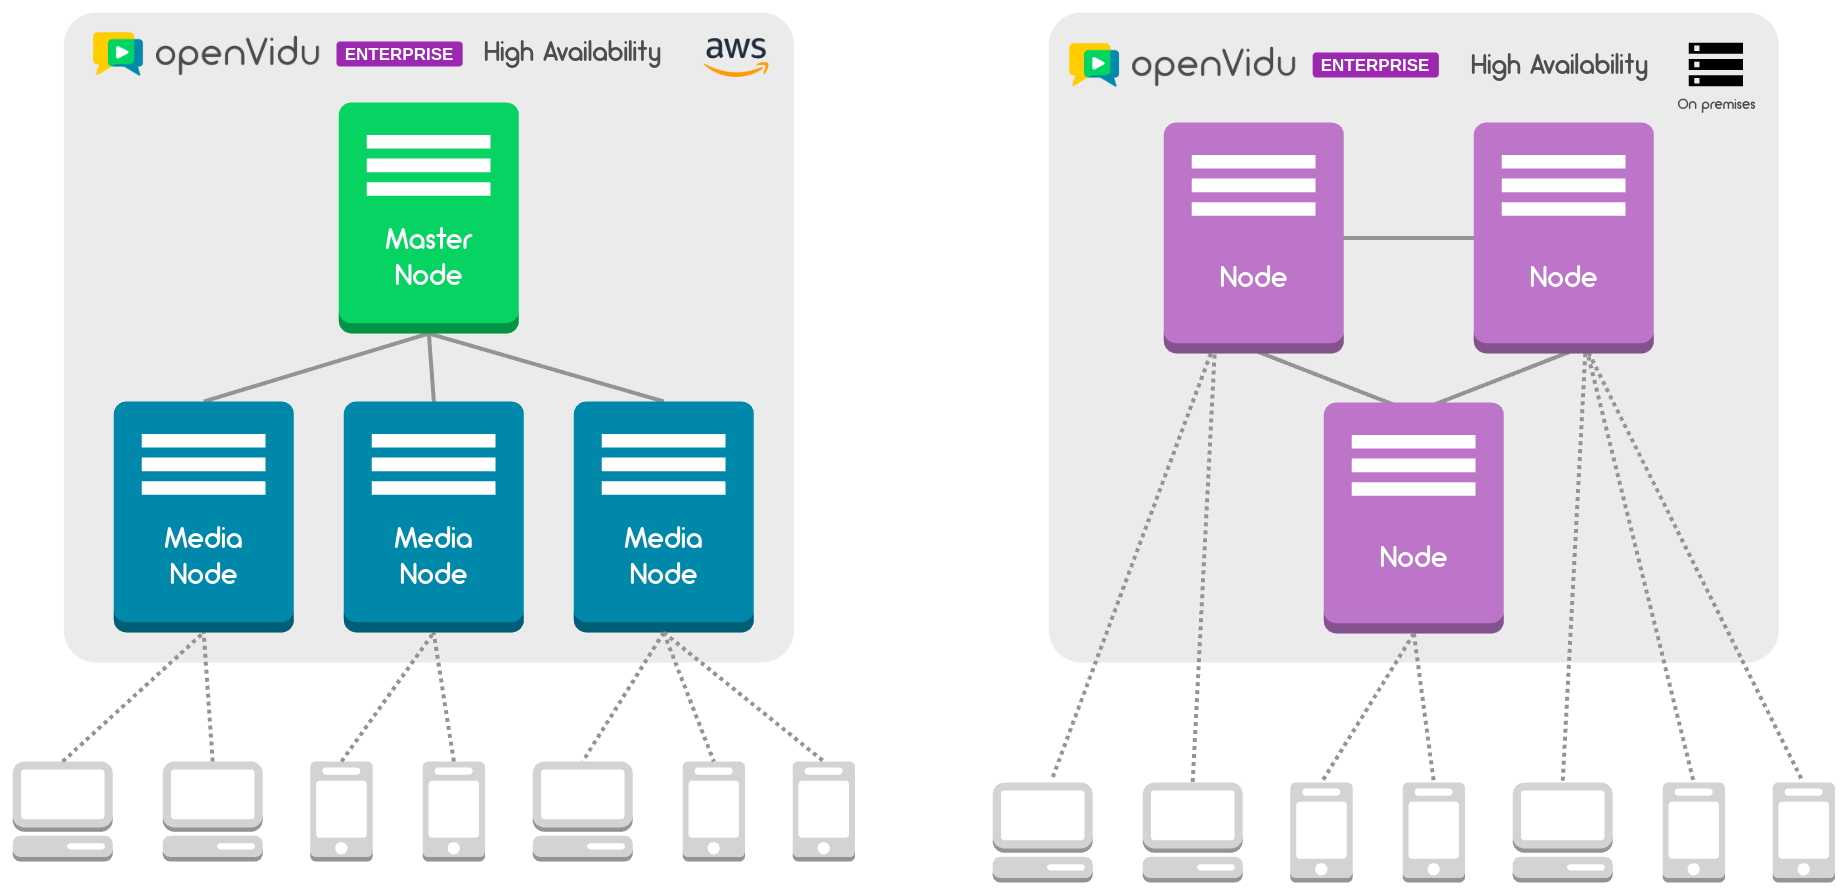 openVidu ENTERPRISE High Availability aws
Master
Node
Media
Node
Media
Node
Media
Node
openVidu ENTERPRISE High Availability
On premises
Node
Node
Node